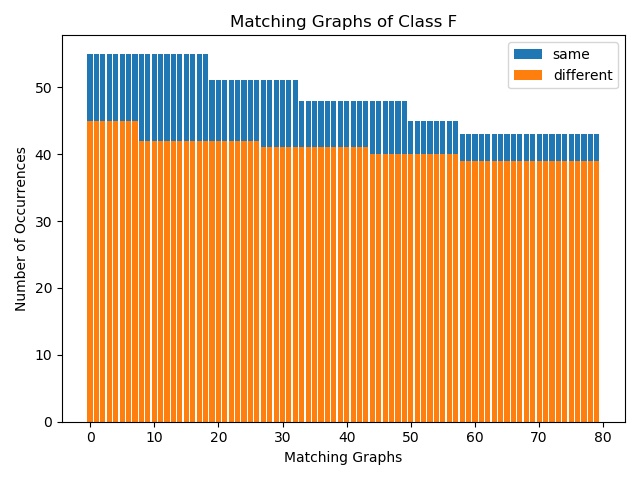 Matching Graphs of Class F
same
different
Number of Occurrences
50
40
30
20
10
0
0 10 20 30 40 50 60 70 80
Matching Graphs